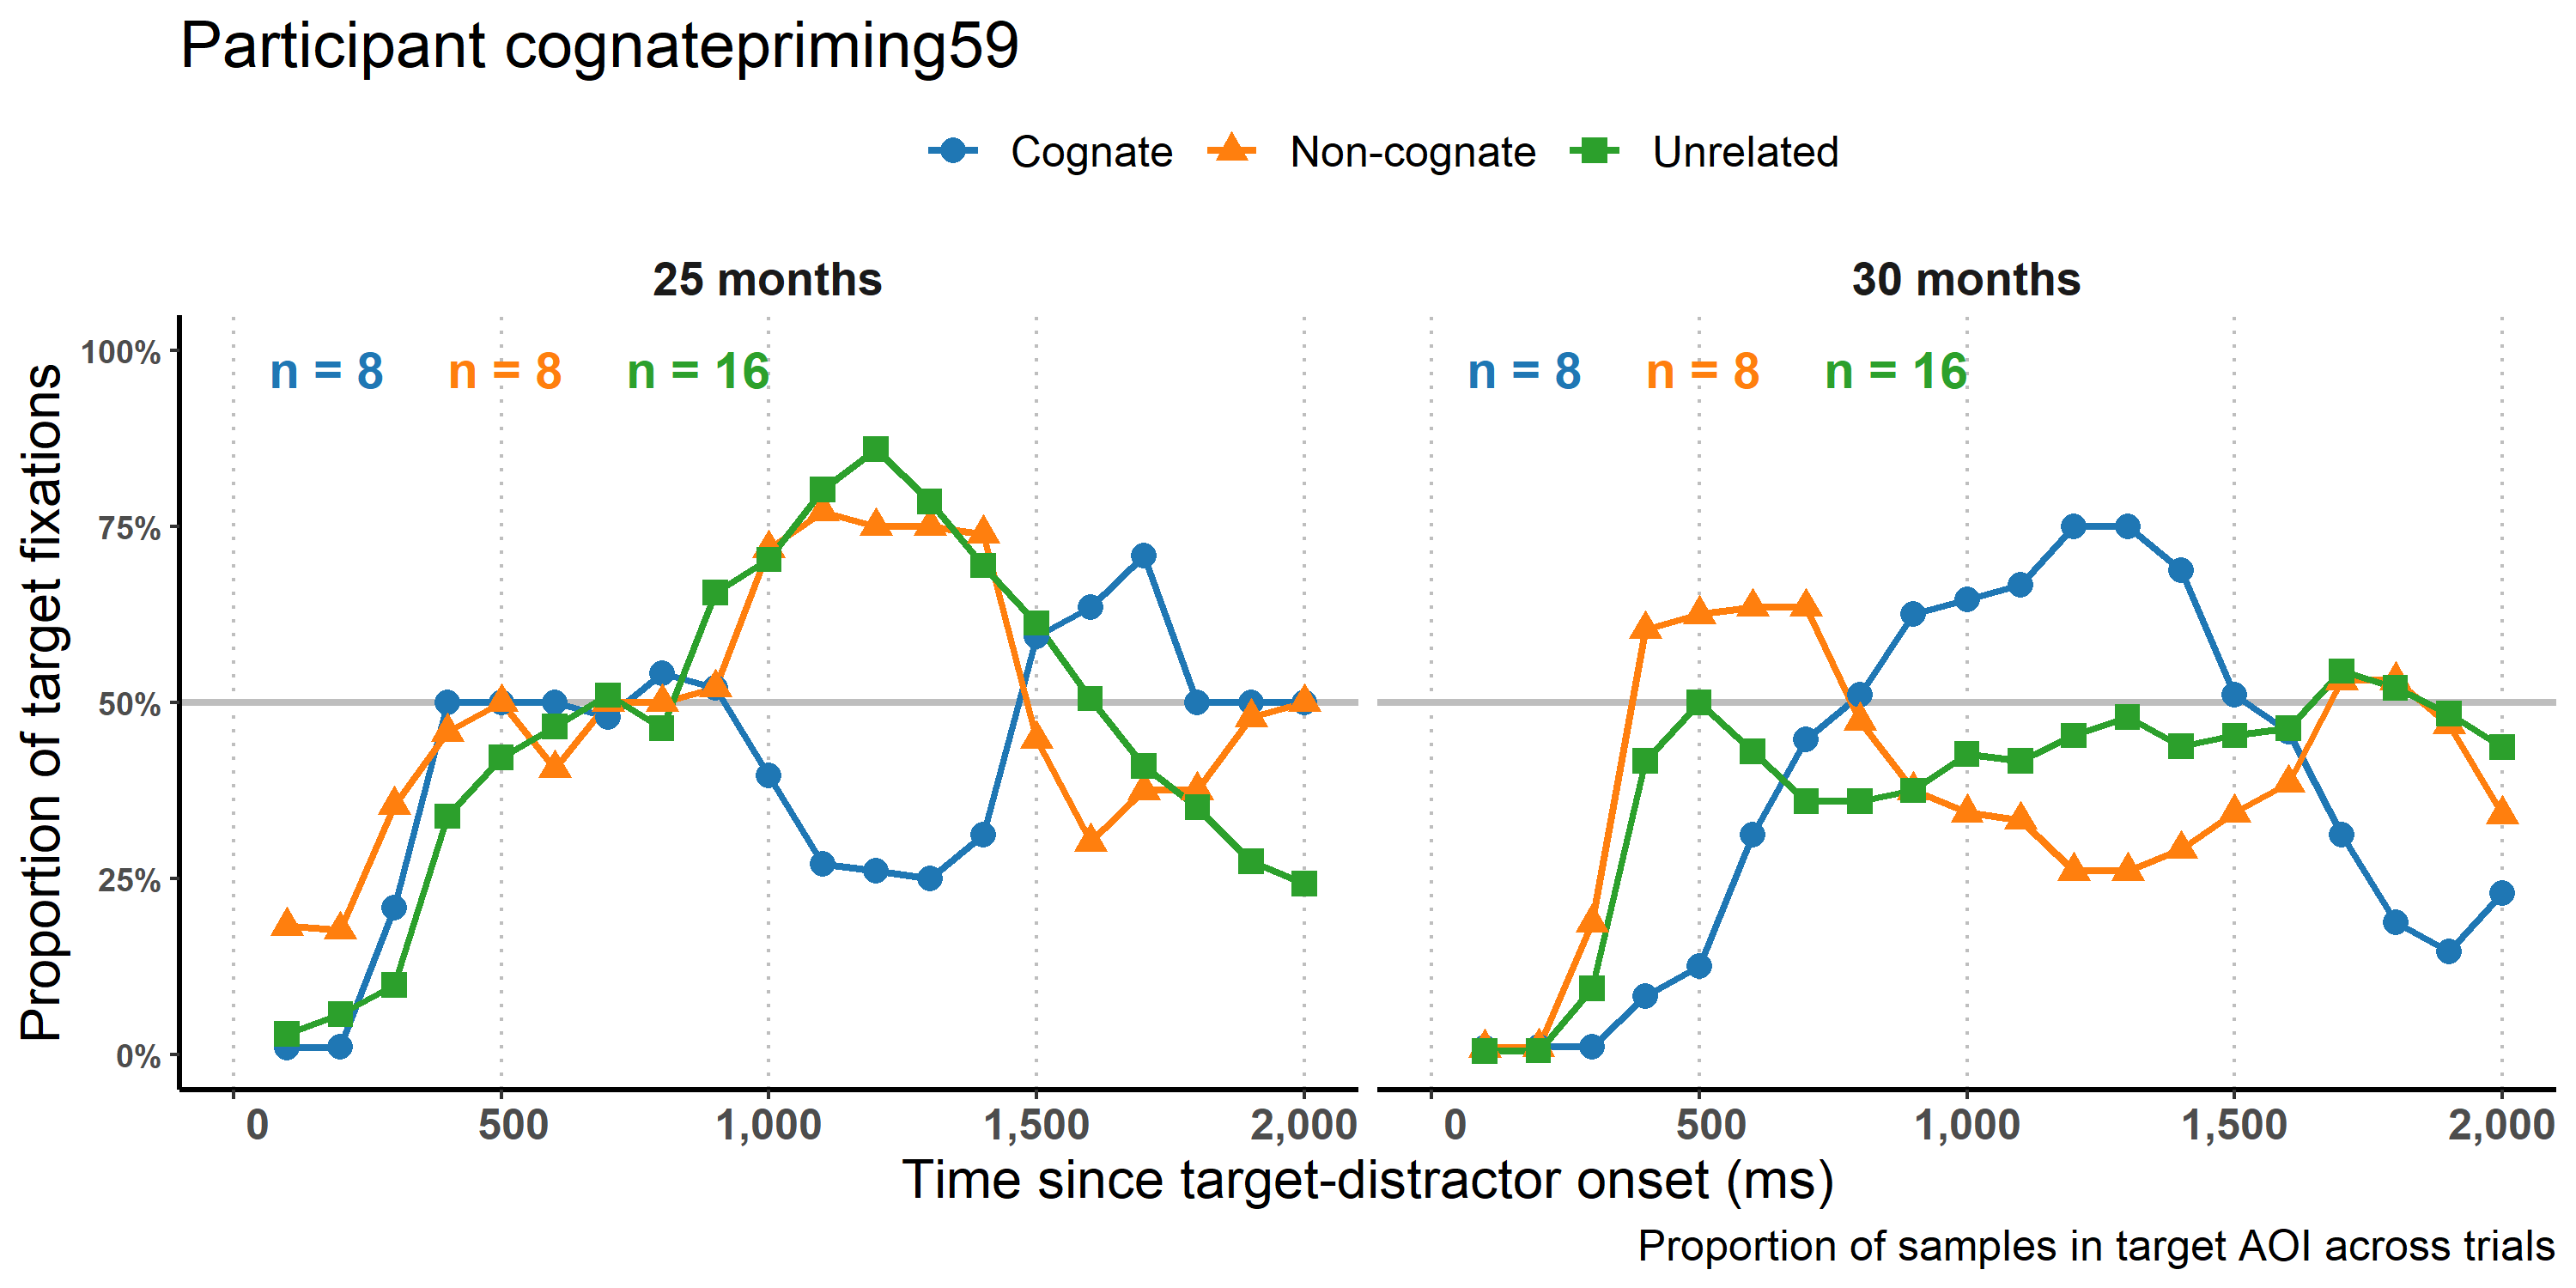 Participant cognatepriming59
Cognate Non-cognate Unrelated
25 months 30 months
n = 8 n = 8 n = 16 n = 8 n = 8 n = 16
100%
75%
50%
25%
0%
Proportion of target fixations
0 500 1,000 1,500 2,000 0 500 1,000 1,500 2,000
Time since target-distractor onset (ms)
Proportion of samples in target AOI across trials